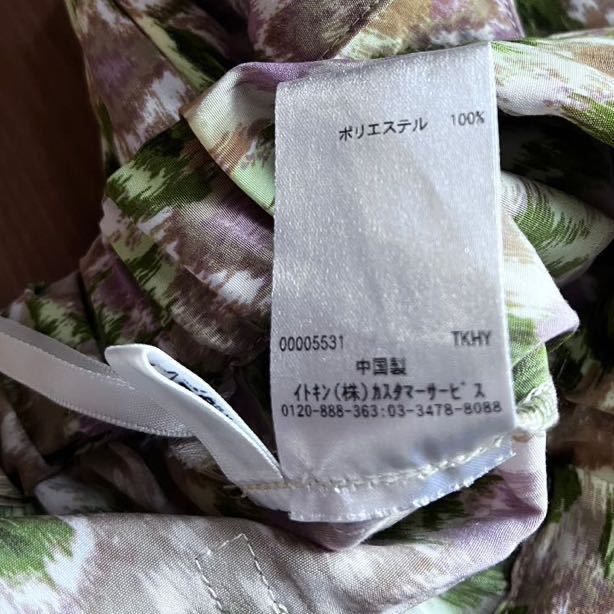 ポリエステル 100%
00005531 TKHY
中国製
イトキン(株)カスタマーサービス
0120-888-363:03-3478-8088